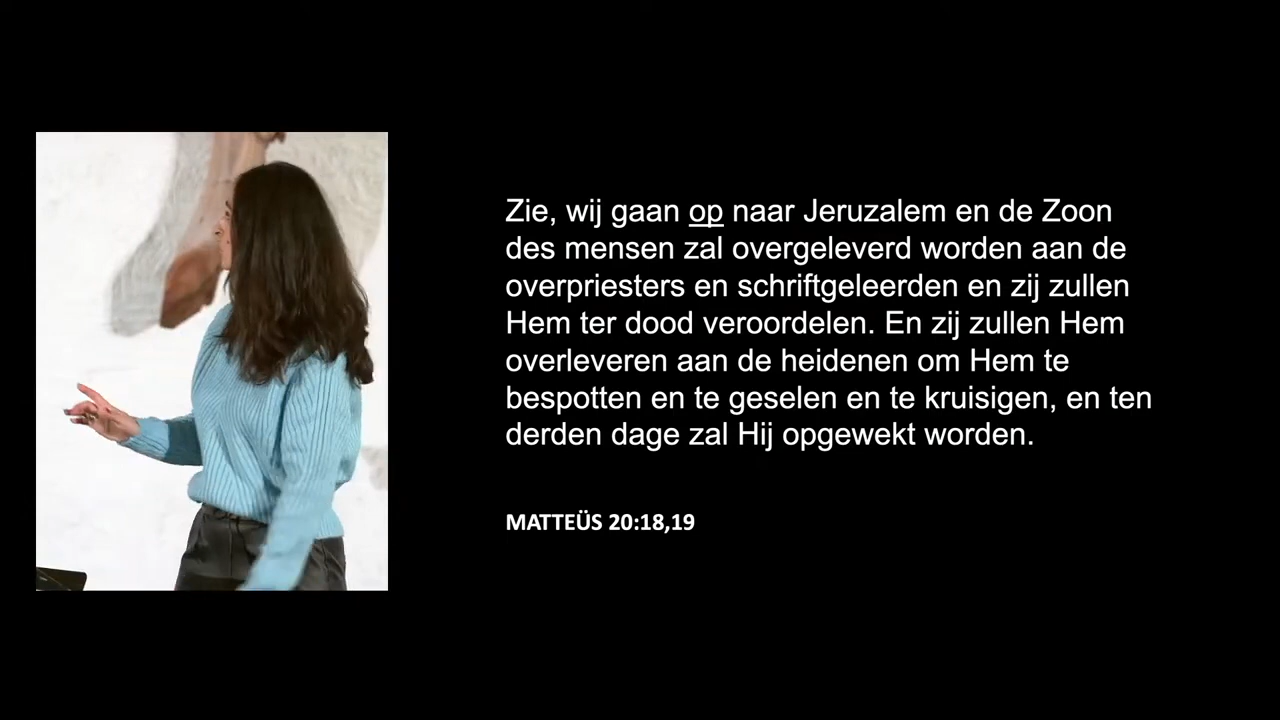 Zie, wij gaan op naar Jeruzalem en de Zoon
des mensen zal overgeleverd worden aan de
overpriesters en schriftgeleerden en zij zullen
Hem ter dood veroordelen. En zij zullen Hem
overleveren aan de heidenen om Hem te
bespotten en te geselen en te kruisigen, en ten
derden dage zal Hij opgewekt worden.
MATTEÜS 20:18,19